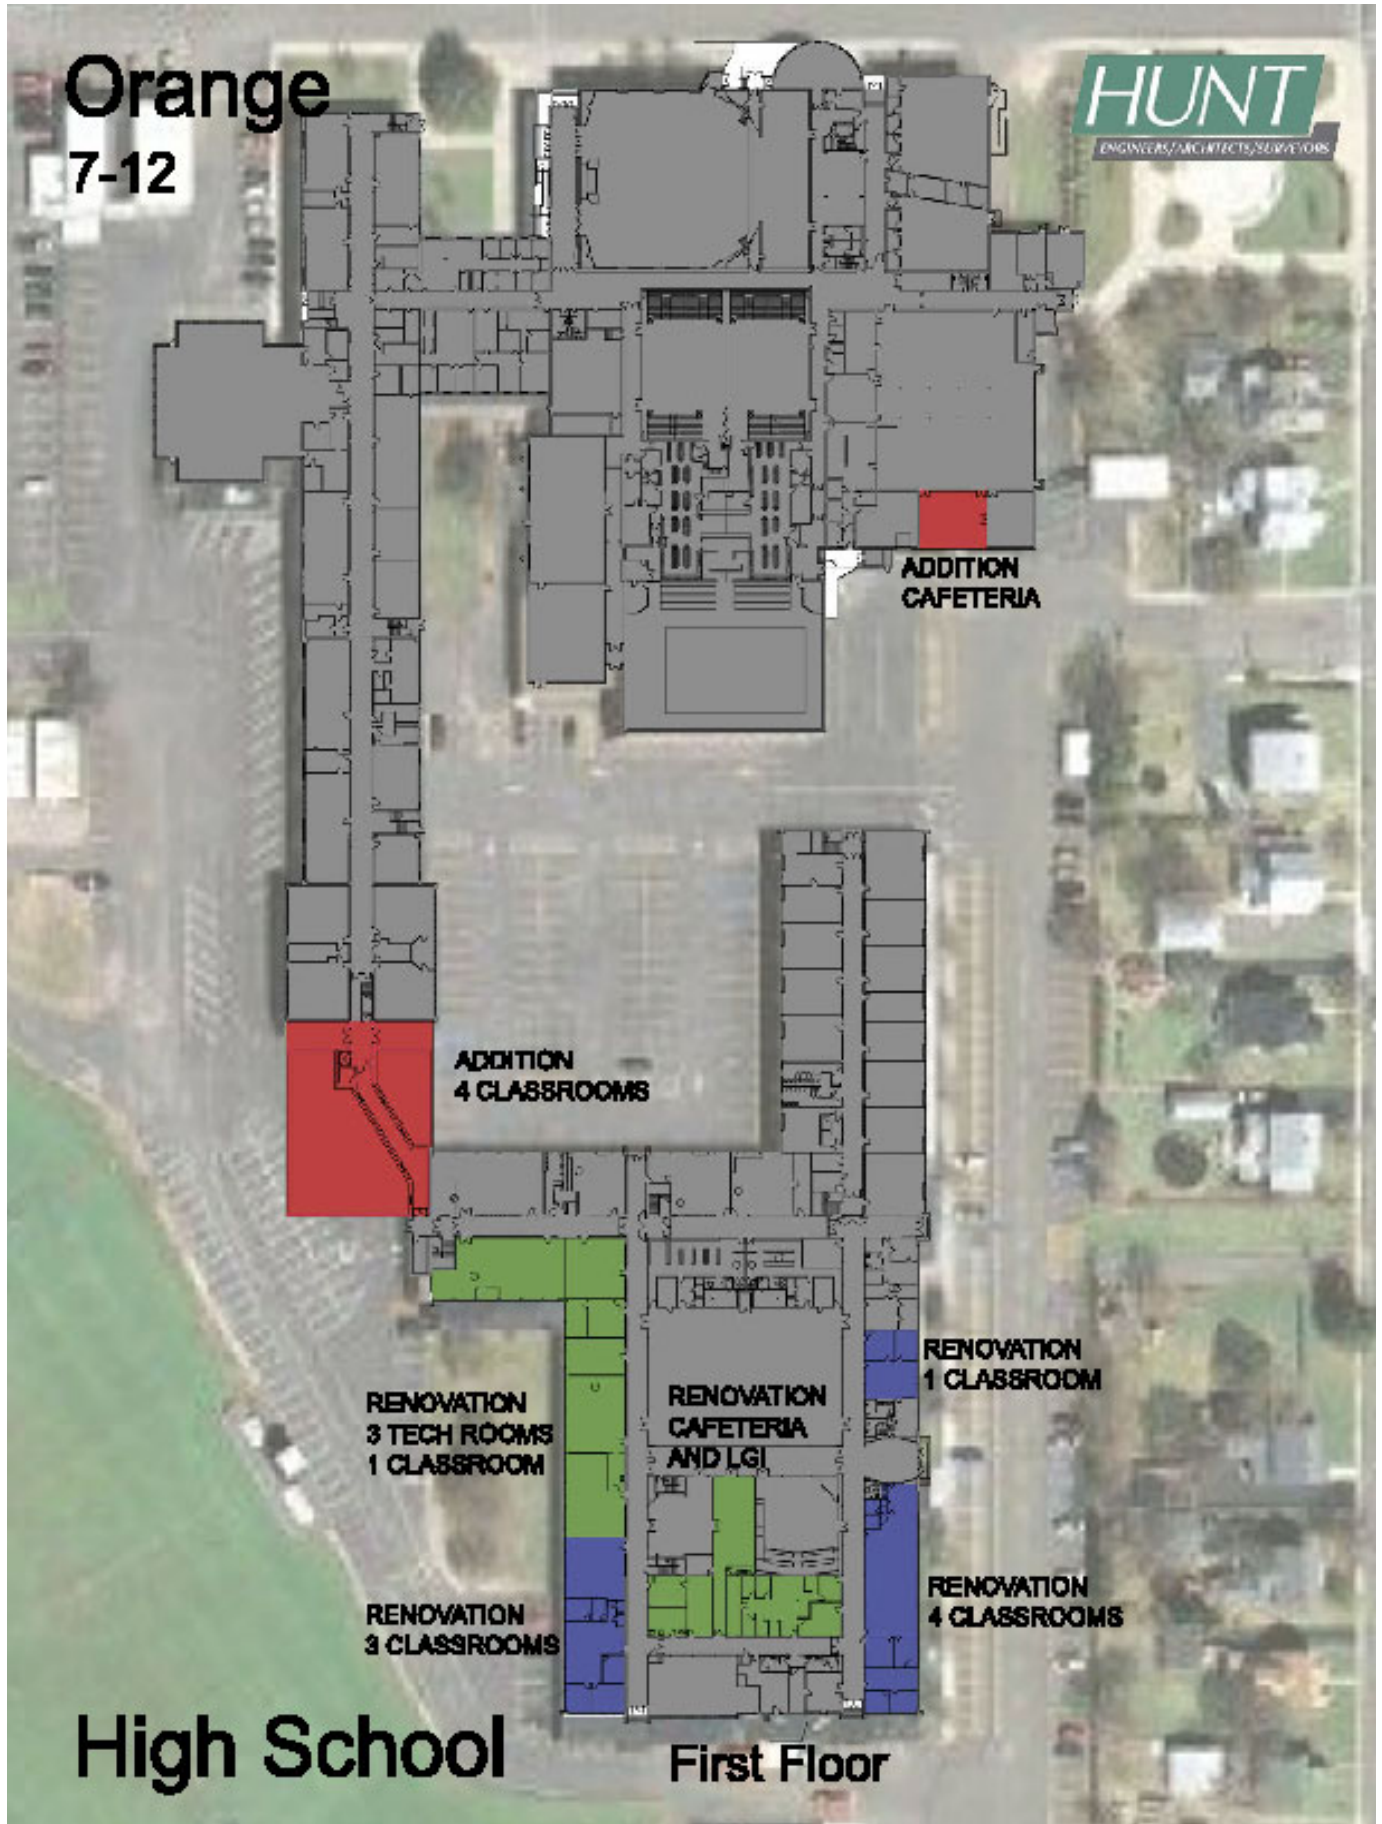 Orange
7-12
HUNT
ENGINEERS/ARCHITECTS/SURVEYORS
ADDITION
CAFETERIA
ADDITION
4 CLASSROOMS
RENOVATION
1 CLASSROOM
RENOVATION
3 TECH ROOMS
1 CLASSROOM
RENOVATION
CAFETERIA
AND LGI
RENOVATION
4 CLASSROOMS
RENOVATION
3 CLASSROOMS
High School
First Floor